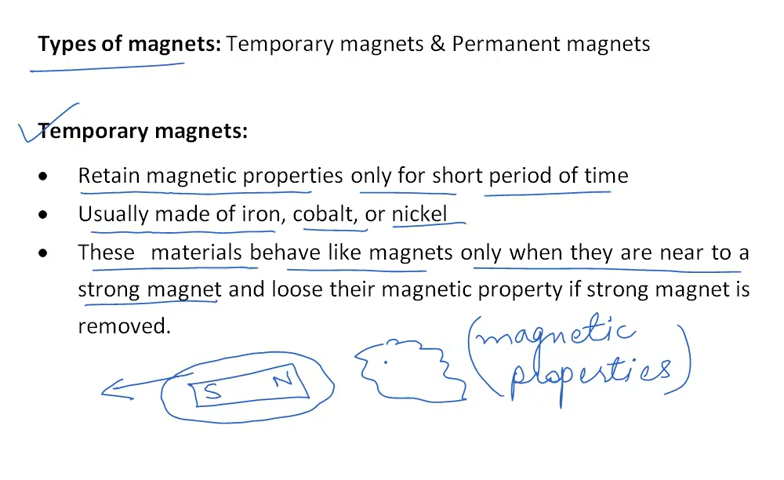 Types of magnets: Temporary magnets & Permanent magnets
Temporary magnets:
• Retain magnetic properties only for short period of time
• Usually made of iron, cobalt, or nickel
• These materials behave like magnets only when they are near to a
strong magnet and loose their magnetic property if strong magnet is
removed.
S N
(magnetic
properties)